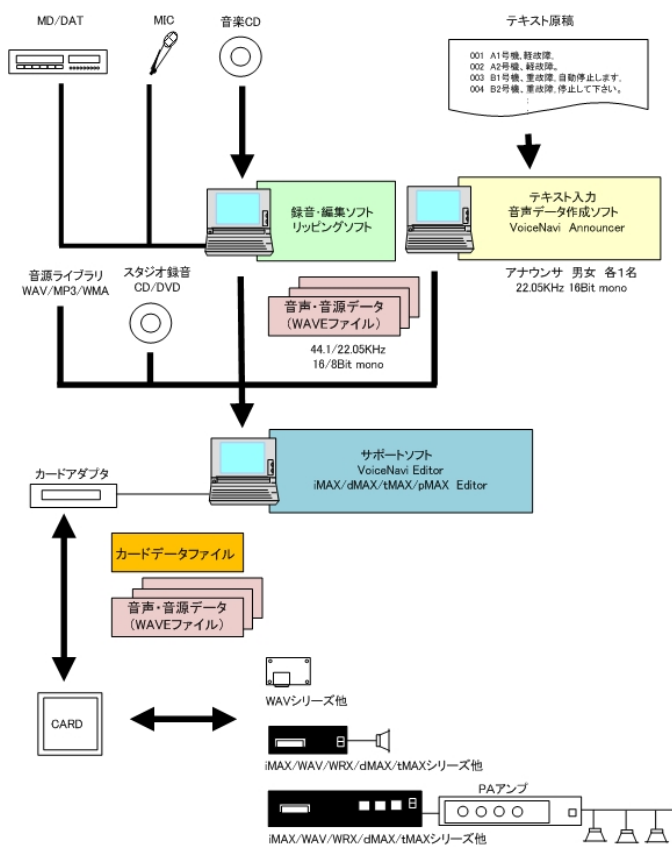 MD/DAT
MIC
音楽CD
テキスト原稿
001 A1号機、軽故障.
002 A2号機、軽故障。
003 B1号機、重故障.自動停止します.
004 B2号機、重故障.停止して下さい。
:
録音・編集ソフト
リッピングソフト
テキスト入力
音声データ作成ソフト
VoiceNavi Announcer
アナウンサ 男女 各1名
22.05KHz 16Bit mono
音源ライブラリ
WAV/MP3/WMA
スタジオ録音
CD/DVD
音声・音源データ
(WAVEファイル)
44.1/22.05KHz
16/8Bit mono
サポートソフト
VoiceNavi Editor
iMAX/dMAX/tMAX/pMAX Editor
カードアダプタ
カードデータファイル
音声・音源データ
(WAVEファイル)
CARD
WAVシリーズ他
iMAX/WAV/WRX/dMAX/tMAXシリーズ他
PAアンプ
iMAX/WAV/WRX/dMAX/tMAXシリーズ他